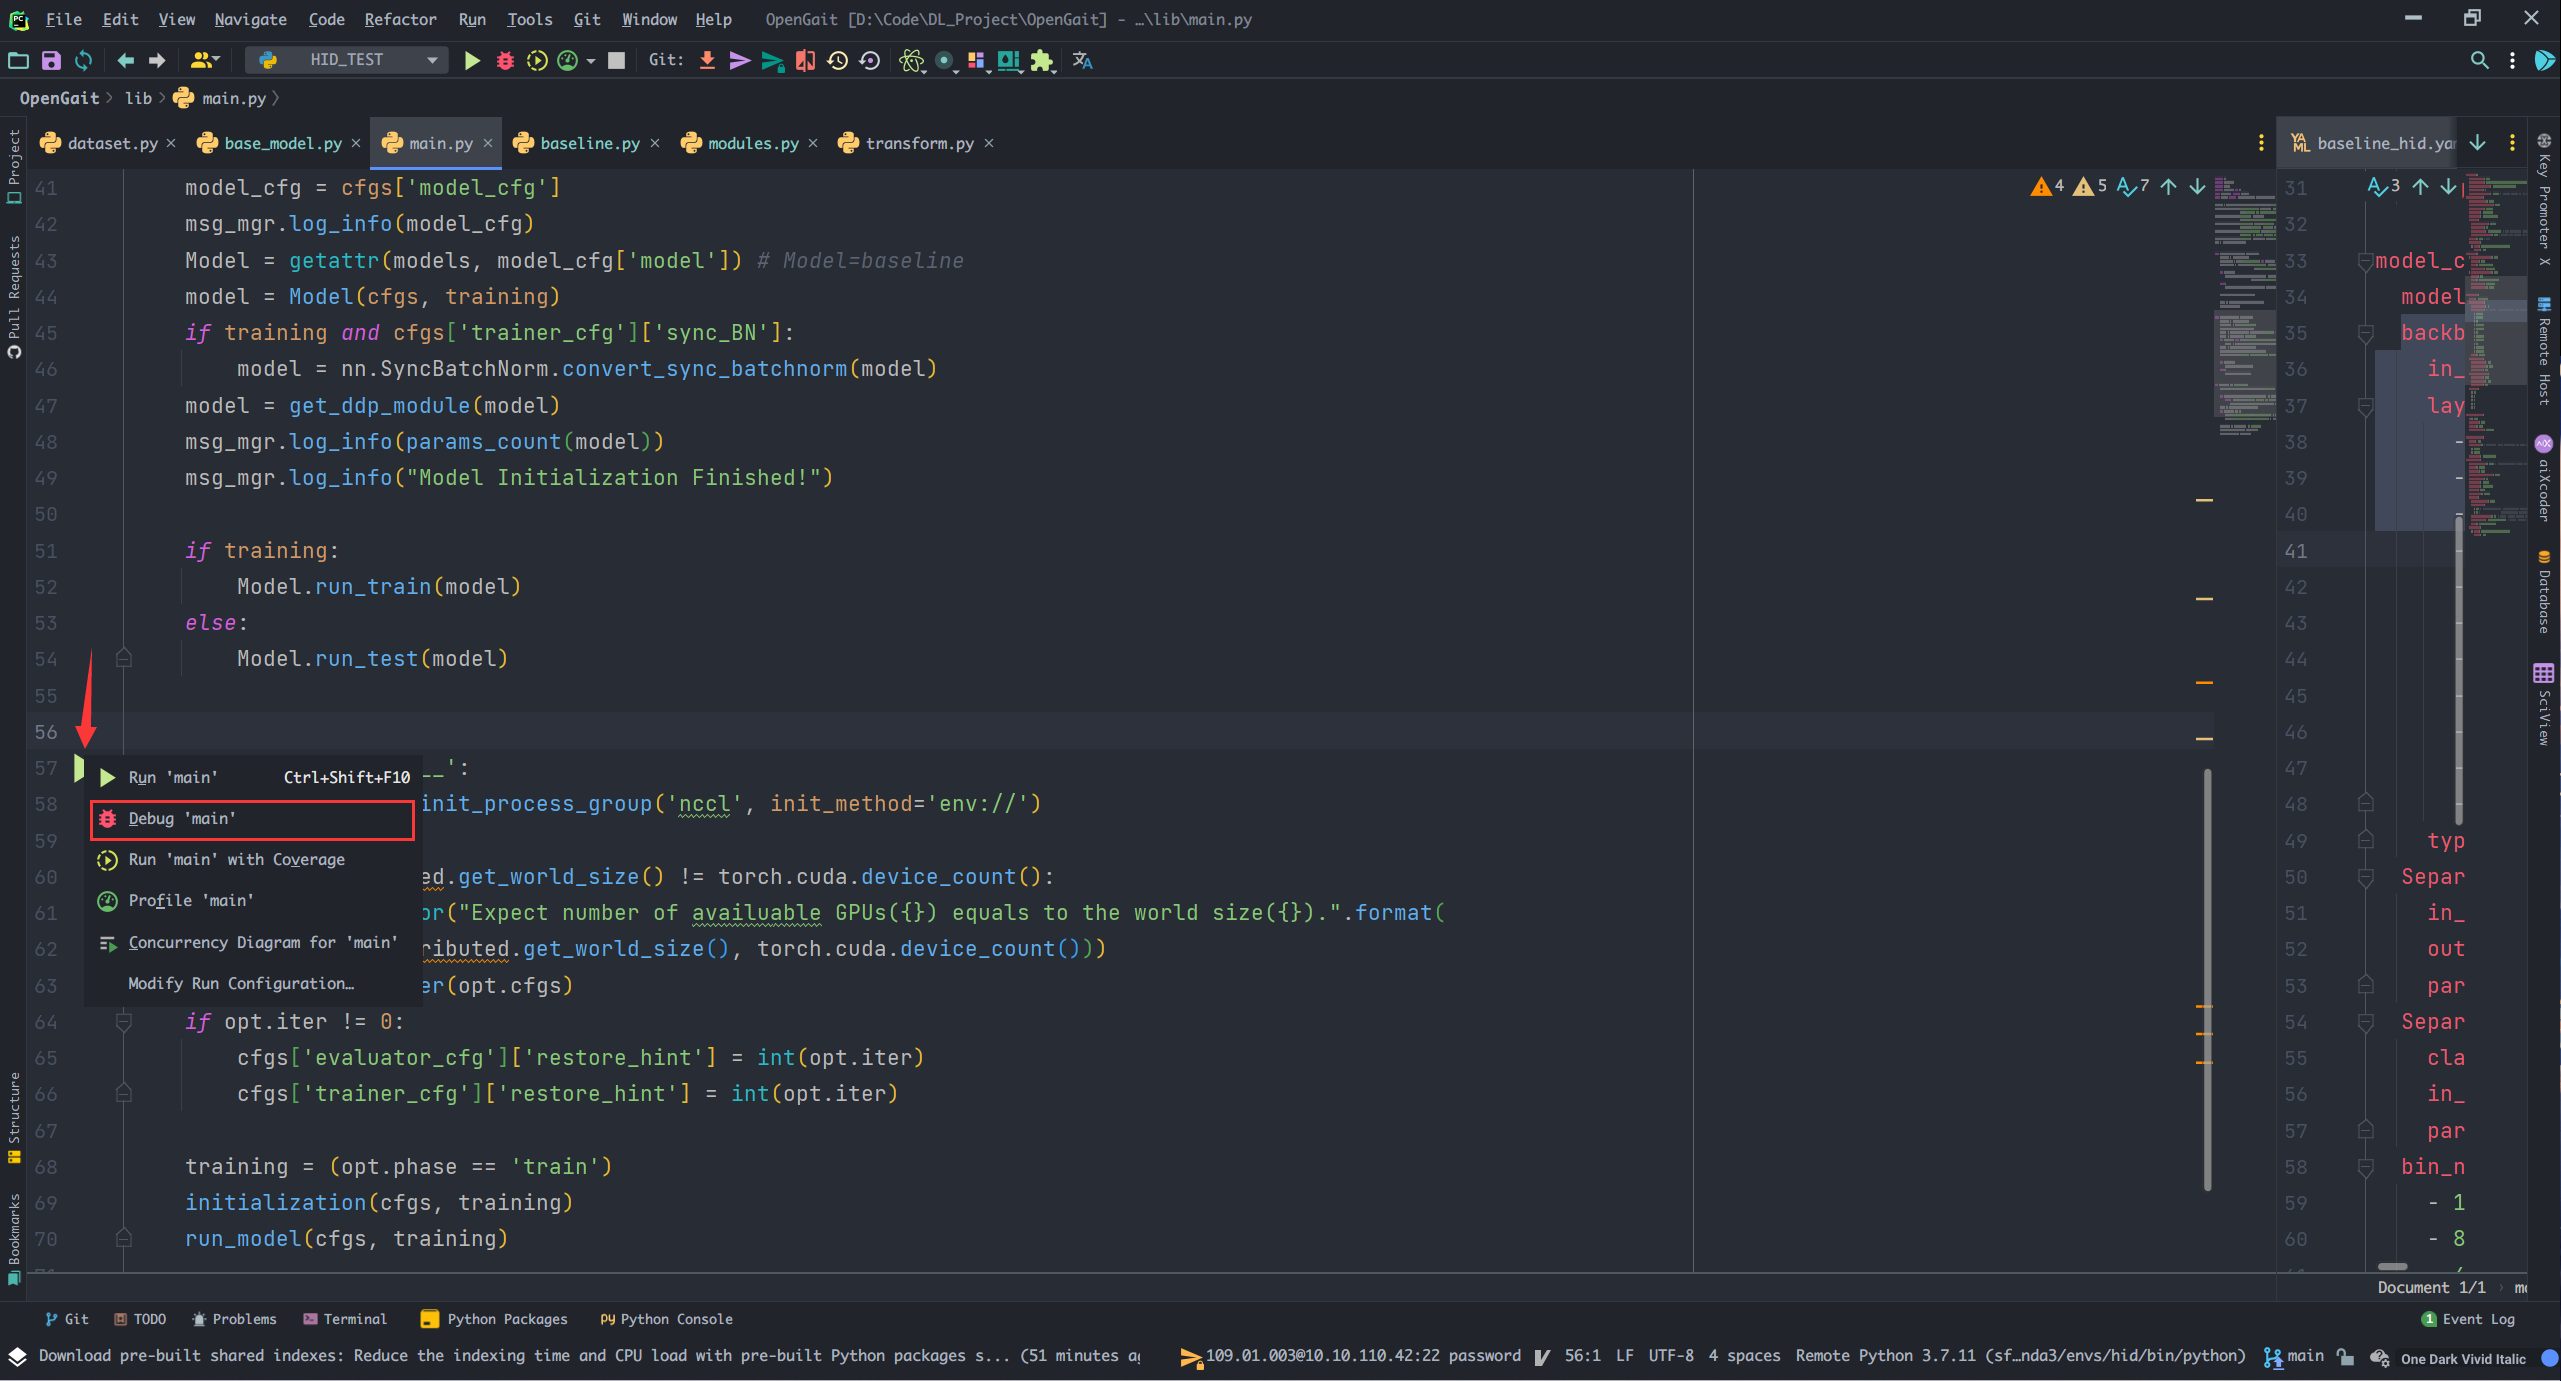 File Edit View Navigate Code Refactor Run Tools Git Window Help OpenGait [D:\Code\DL_Project\OpenGait] - …\lib\main.py
HID_TEST Git:
OpenGait lib main.py
dataset.py base_model.py main.py baseline.py modules.py transform.py
baseline_hid.ya
Project
Pull Requests
Structure
Bookmarks
4 5 7
41 model_cfg = cfgs['model_cfg']
42 msg_mgr.log_info(model_cfg)
43 Model = getattr(models, model_cfg['model']) # Model=baseline
44 model = Model(cfgs, training)
45 if training and cfgs['trainer_cfg']['sync_BN']:
46 model = nn.SyncBatchNorm.convert_sync_batchnorm(model)
47 model = get_ddp_module(model)
48 msg_mgr.log_info(params_count(model))
49 msg_mgr.log_info("Model Initialization Finished!")
50
51 if training:
52 Model.run_train(model)
53 else:
54 Model.run_test(model)
55
56
57 __':
58 init_process_group('nccl', init_method='env://')
59
60 ed.get_world_size() != torch.cuda.device_count():
61 or("Expect number of availuable GPUs({}) equals to the world size({}).".format(
62 ributed.get_world_size(), torch.cuda.device_count()))
63 er(opt.cfgs)
64 if opt.iter != 0:
65 cfgs['evaluator_cfg']['restore_hint'] = int(opt.iter)
66 cfgs['trainer_cfg']['restore_hint'] = int(opt.iter)
67
68 training = (opt.phase == 'train')
69 initialization(cfgs, training)
70 run_model(cfgs, training)
Run 'main' Ctrl+Shift+F10
Debug 'main'
Run 'main' with Coverage
Profile 'main'
Concurrency Diagram for 'main'
Modify Run Configuration…
3
31
32
33 model_c
34 model
35 backb
36 in_
37 lay
38 -
39 -
40 -
41
42
43
44
45
46
47
48
49 typ
50 Separ
51 in_
52 out
53 par
54 Separ
55 cla
56 in_
57 par
58 bin_n
59 - 1
60 - 8
Document 1/1
Key Promoter X
Remote Host
aiXcoder
Database
SciView
Git TODO Problems Terminal Python Packages Python Console 1 Event Log
Download pre-built shared indexes: Reduce the indexing time and CPU load with pre-built Python packages s... (51 minutes ag 109.01.003@10.10.110.42:22 password 56:1 LF UTF-8 4 spaces Remote Python 3.7.11 (sf…nda3/envs/hid/bin/python) main One Dark Vivid Italic